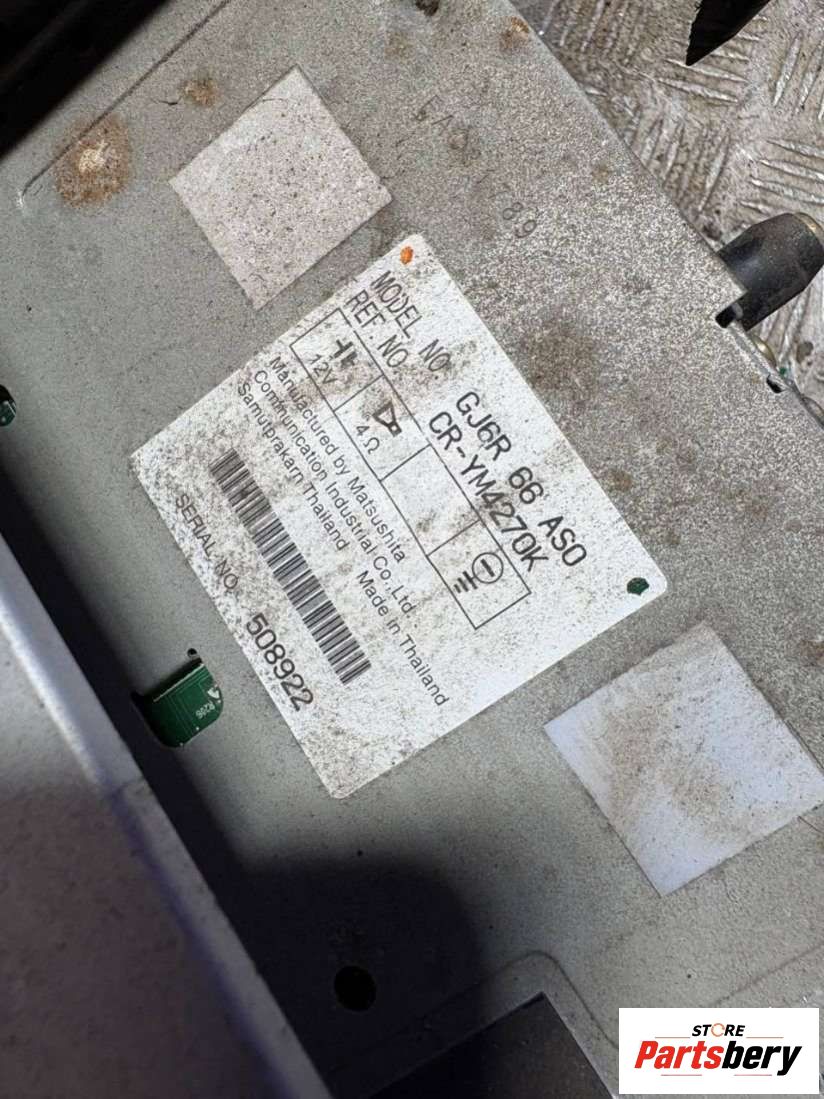 MODEL NO. GJ6R 66 AS0
REF. NO. CR-YM4270K
12V
4 Ω
Manufactured by Matsushita
Communication Industrial Co., Ltd.
Samutprakarn Thailand Made in Thailand
SERIAL NO. 508922
R206
STORE
Partsbery